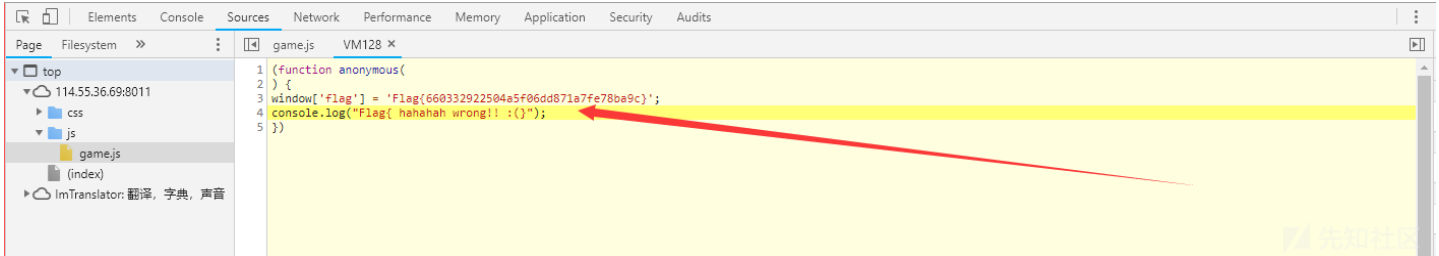 Elements Console Sources Network Performance Memory Application Security Audits
Page Filesystem » game.js VM128 ×
top
114.55.36.69:8011
css
js
game.js
(index)
ImTranslator: 翻译，字典，声音
1 (function anonymous(
2 ) {
3 window['flag'] = 'Flag{660332922504a5f06dd871a7fe78ba9c}';
4 console.log("Flag{ hahahah wrong!! :(}");
5 })
先知社区